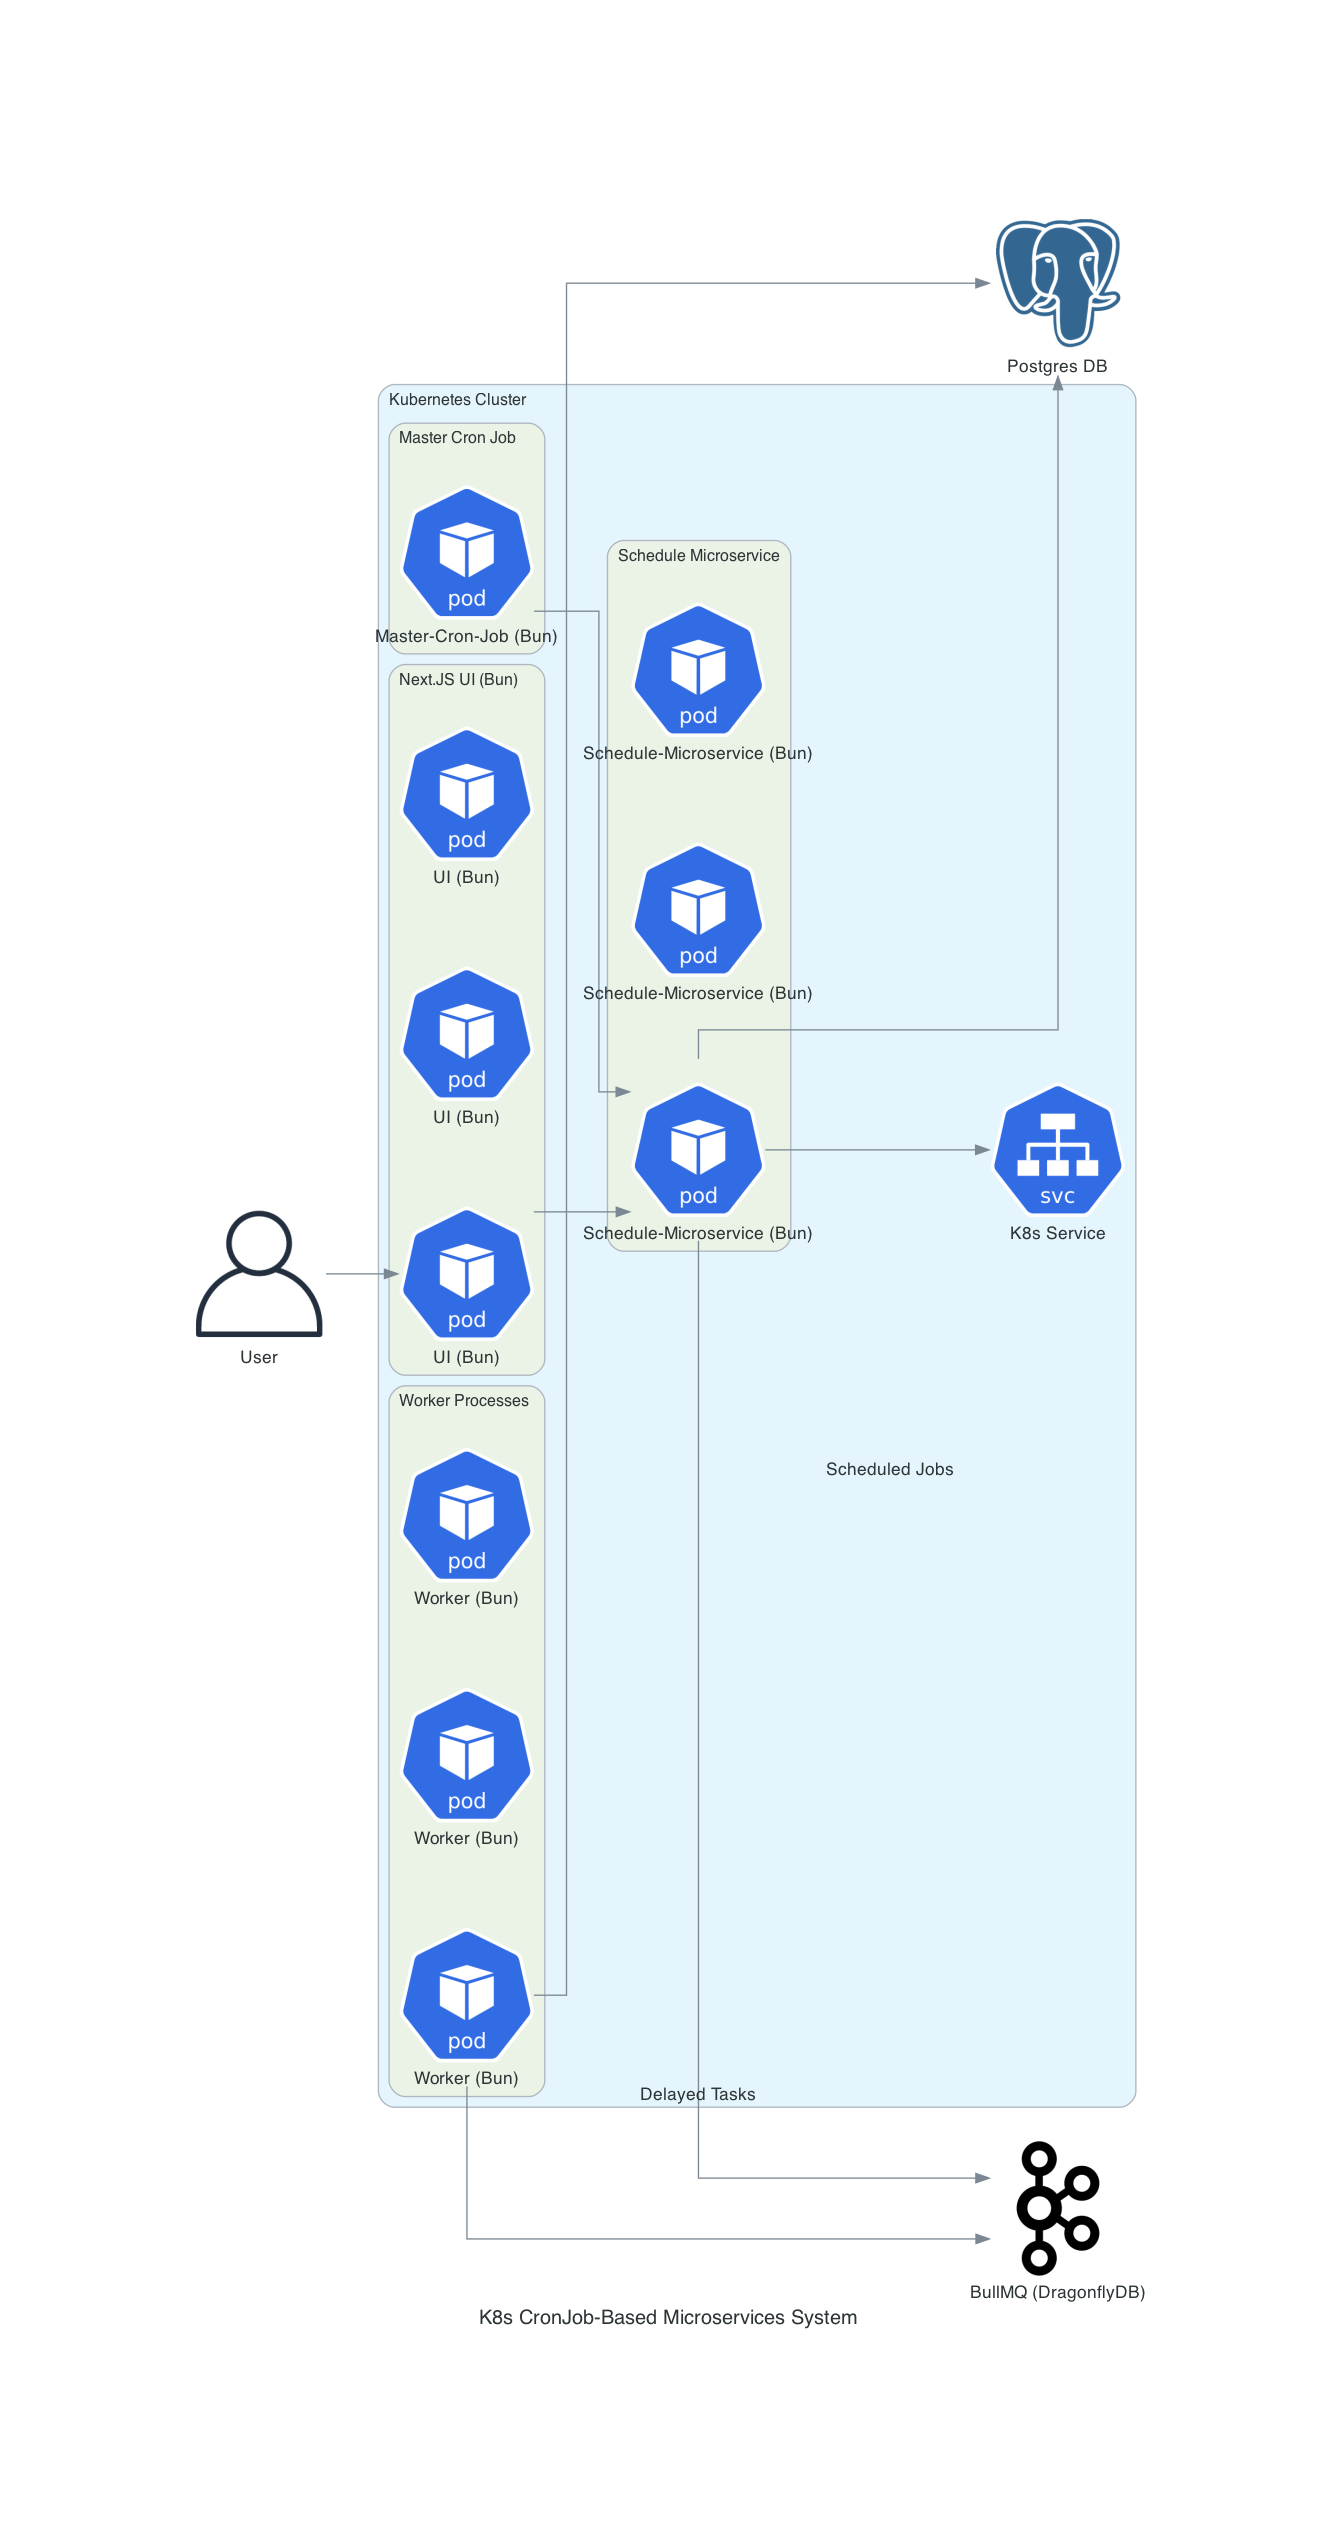 Postgres DB
Kubernetes Cluster
Master Cron Job
pod
Master-Cron-Job (Bun)
Schedule Microservice
pod
Schedule-Microservice (Bun)
pod
Schedule-Microservice (Bun)
pod
Schedule-Microservice (Bun)
Next.JS UI (Bun)
pod
UI (Bun)
pod
UI (Bun)
pod
UI (Bun)
svc
K8s Service
User
Worker Processes
Scheduled Jobs
pod
Worker (Bun)
pod
Worker (Bun)
pod
Worker (Bun)
Delayed Tasks
BullMQ (DragonflyDB)
K8s CronJob-Based Microservices System